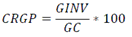 CRGP = GINV / GC * 100